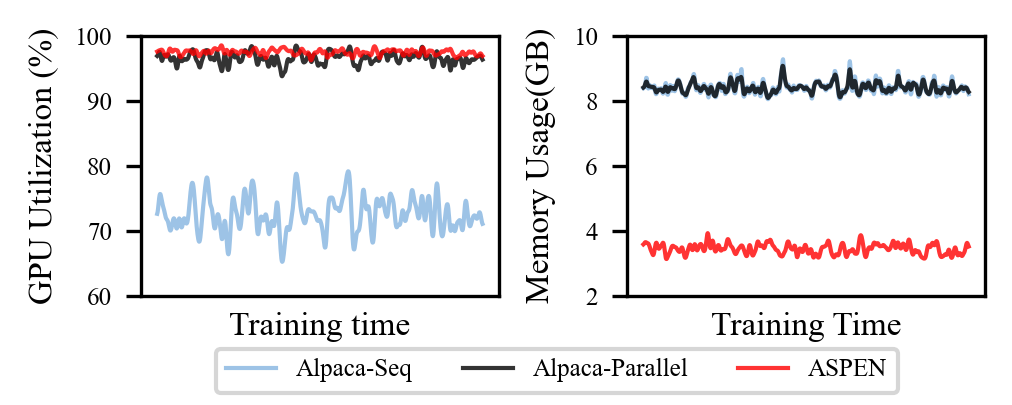 GPU Utilization (%)
100
90
80
70
60
Training time
Memory Usage(GB)
10
8
6
4
2
Training Time
Alpaca-Seq
Alpaca-Parallel
ASPEN